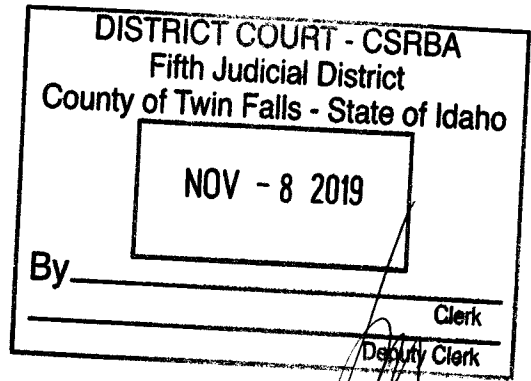 DISTRICT COURT - CSRBA
Fifth Judicial District
County of Twin Falls - State of Idaho
NOV - 8 2019
By
Clerk
Deputy Clerk